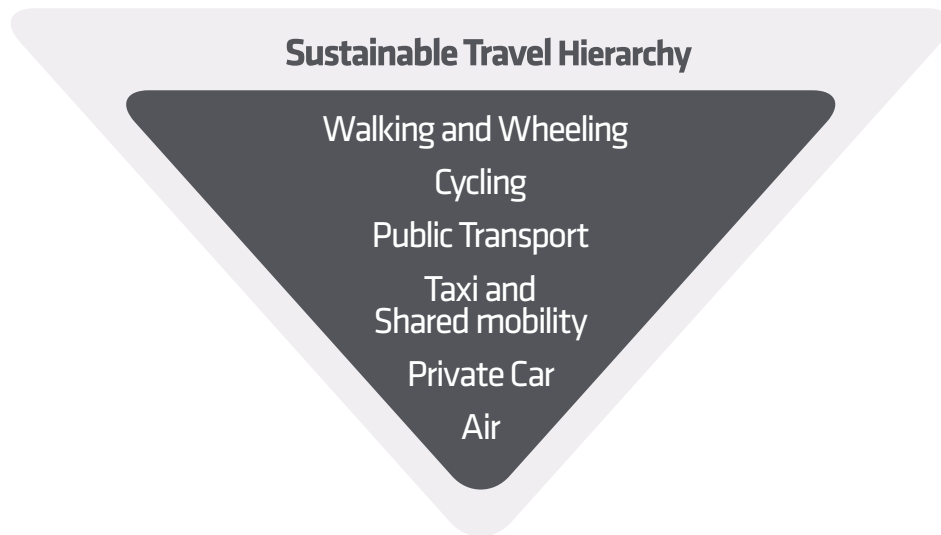 Sustainable Travel Hierarchy
Walking and Wheeling
Cycling
Public Transport
Taxi and
Shared mobility
Private Car
Air